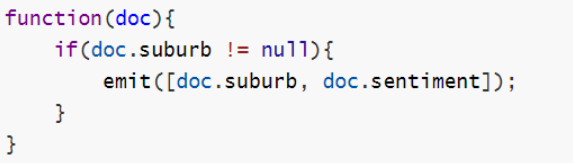 function(doc){
    if(doc.suburb != null){
        emit([doc.suburb, doc.sentiment]);
    }
}